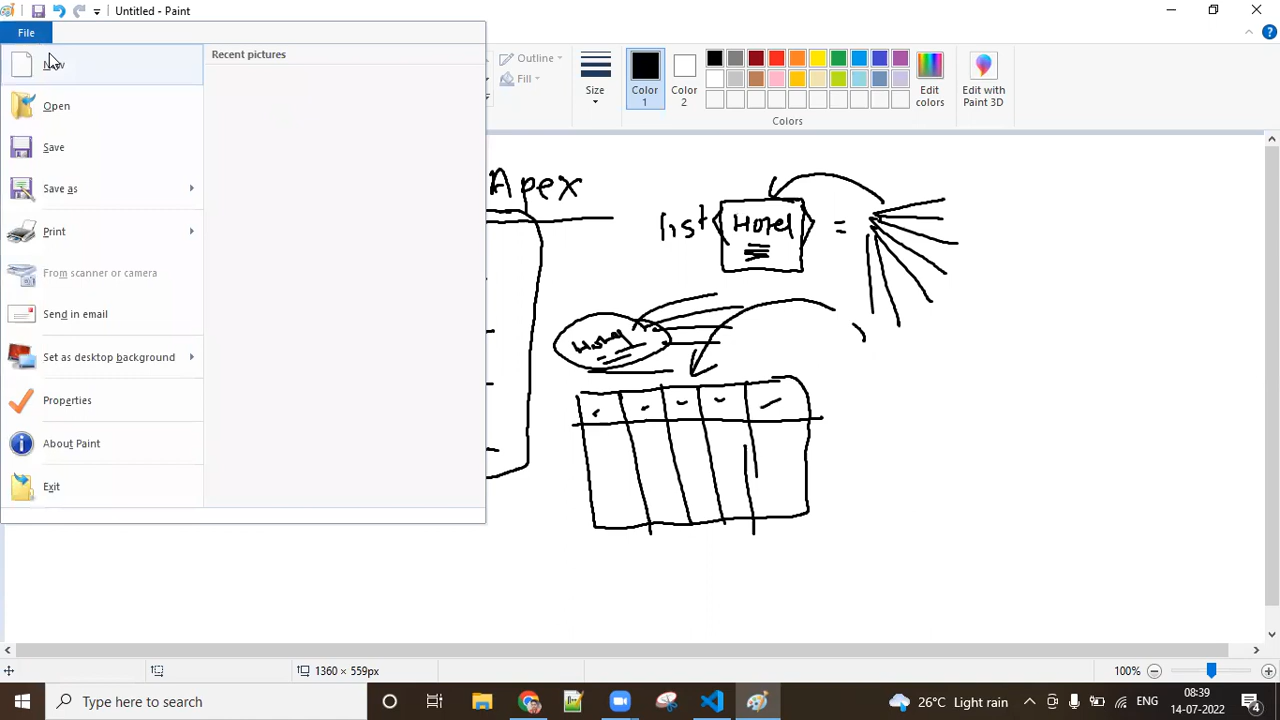 Untitled - Paint
File
New
Open
Save
Save as
Print
From scanner or camera
Send in email
Set as desktop background
Properties
About Paint
Exit
Recent pictures
Outline
Fill
Size
Color 1
Color 2
Edit colors
Edit with Paint 3D
Colors
Apex
list Hotel =
1360 × 559px
100%
Type here to search
26°C Light rain
ENG
08:39
14-07-2022
4